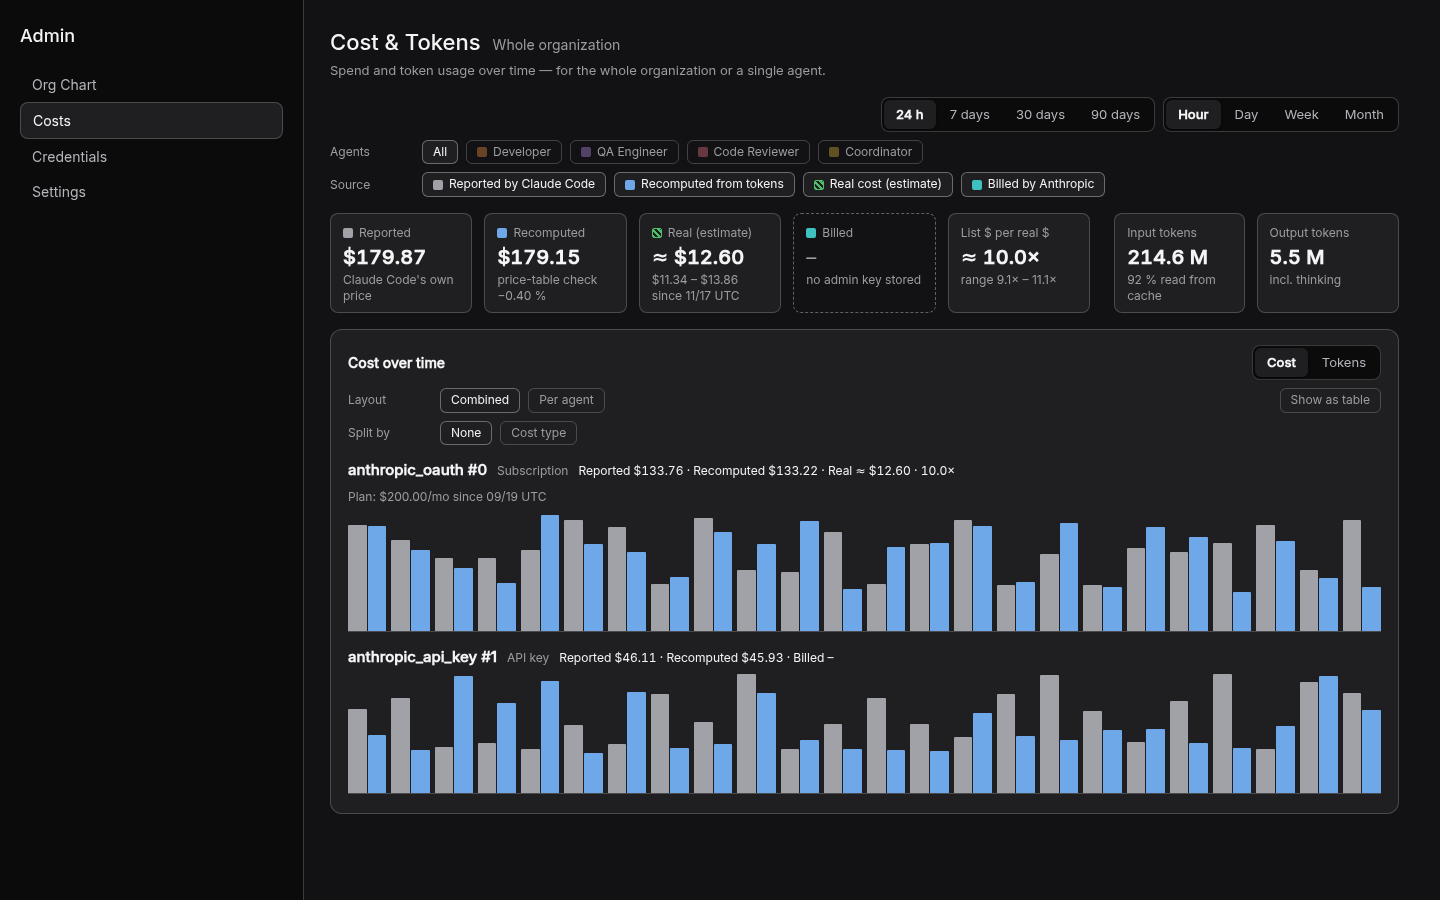 Admin
Org Chart
Costs
Credentials
Settings
Cost & Tokens Whole organization
Spend and token usage over time — for the whole organization or a single agent.
24 h 7 days 30 days 90 days Hour Day Week Month
Agents All Developer QA Engineer Code Reviewer Coordinator
Source Reported by Claude Code Recomputed from tokens Real cost (estimate) Billed by Anthropic
Reported
$179.87
Claude Code's own
price
Recomputed
$179.15
price-table check
−0.40 %
Real (estimate)
≈ $12.60
$11.34 – $13.86
since 11/17 UTC
Billed
–
no admin key stored
List $ per real $
≈ 10.0×
range 9.1× – 11.1×
Input tokens
214.6 M
92 % read from
cache
Output tokens
5.5 M
incl. thinking
Cost over time Cost Tokens
Layout Combined Per agent Show as table
Split by None Cost type
anthropic_oauth #0 Subscription Reported $133.76 · Recomputed $133.22 · Real ≈ $12.60 · 10.0×
Plan: $200.00/mo since 09/19 UTC
anthropic_api_key #1 API key Reported $46.11 · Recomputed $45.93 · Billed –